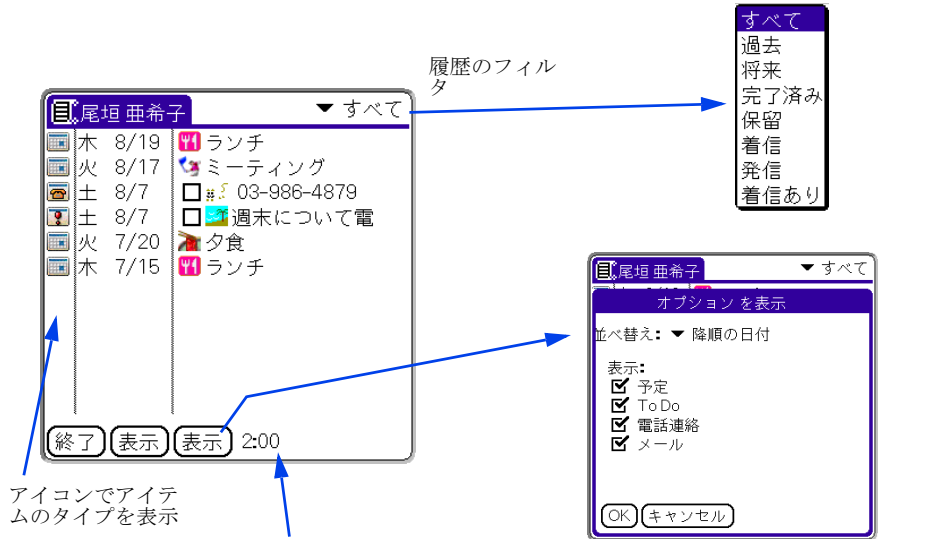 すべて
過去
将来
完了済み
保留
着信
発信
着信あり
履歴のフィル
タ
尾垣 亜希子 すべて
木 8/19 ランチ
火 8/17 ミーティング
土 8/7 03-986-4879
土 8/7 週末について電
火 7/20 夕食
木 7/15 ランチ
終了 表示 表示 2:00
アイコンでアイテ
ムのタイプを表示
尾垣 亜希子 すべて
オプション を表示
並べ替え: 降順の日付
表示:
予定
To Do
電話連絡
メール
OK キャンセル